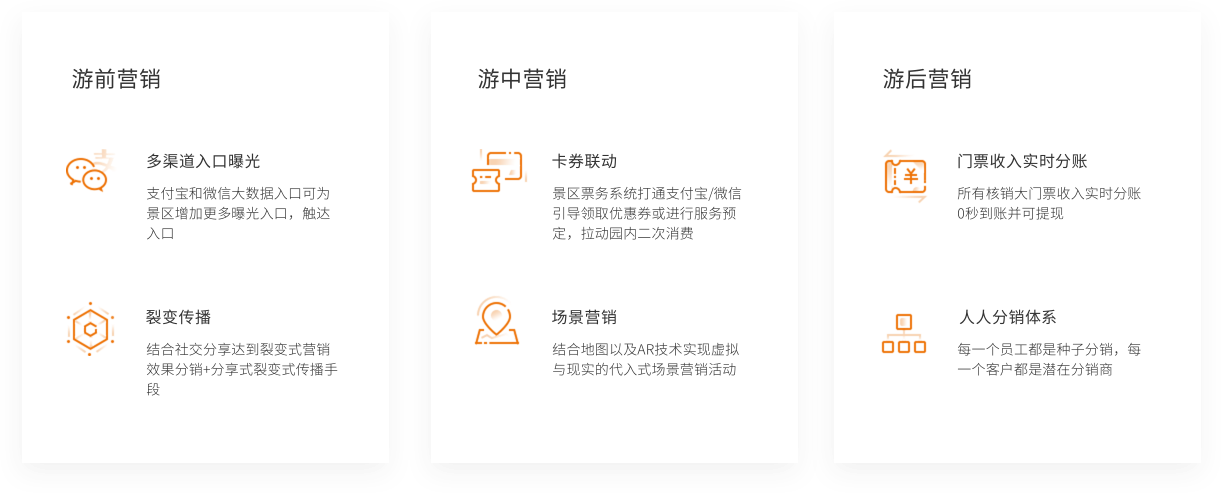 游前营销
多渠道入口曝光
支付宝和微信大数据入口可为
景区增加更多曝光入口，触达
入口
裂变传播
结合社交分享达到裂变式营销
效果分销+分享式裂变式传播手
段
游中营销
卡券联动
景区票务系统打通支付宝/微信
引导领取优惠券或进行服务预
定，拉动园内二次消费
场景营销
结合地图以及AR技术实现虚拟
与现实的代入式场景营销活动
游后营销
门票收入实时分账
所有核销大门票收入实时分账
0秒到账并可提现
人人分销体系
每一个员工都是种子分销，每
一个客户都是潜在分销商